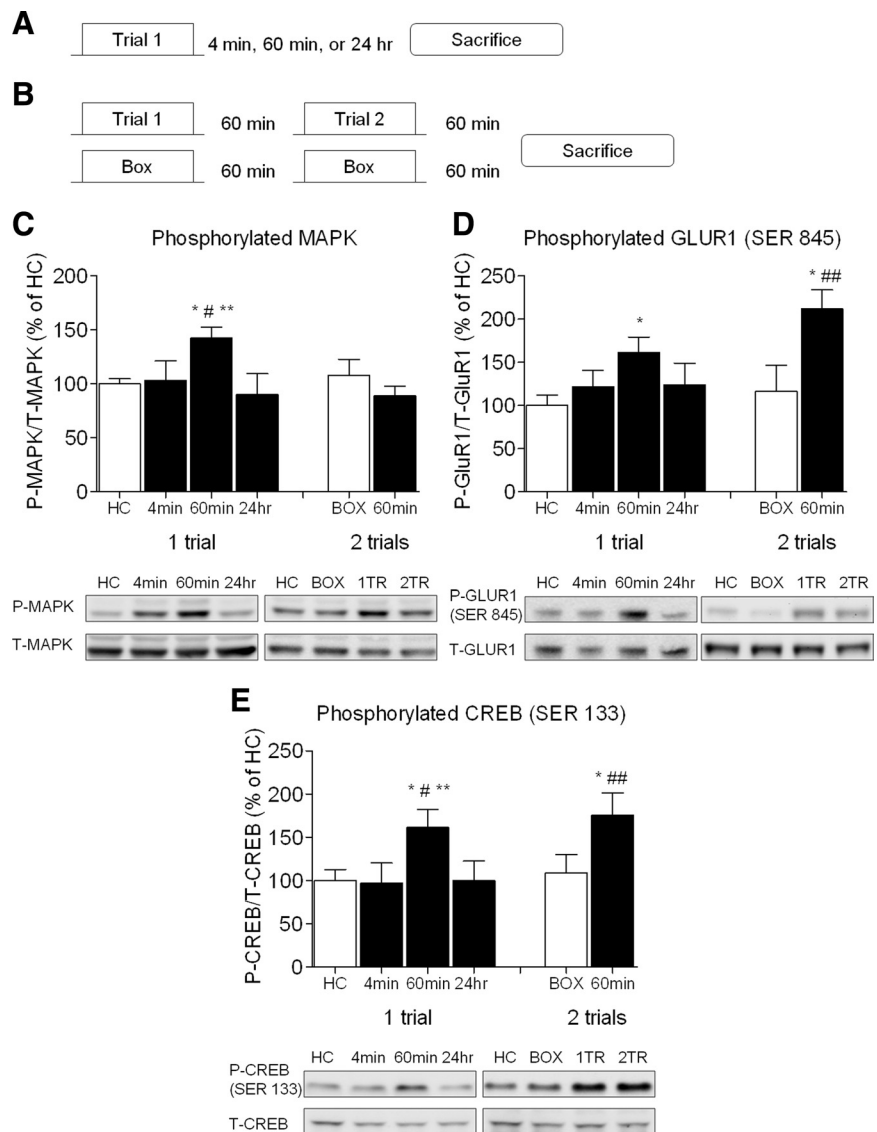 A
Trial 1 4 min, 60 min, or 24 hr Sacrifice
B
Trial 1 60 min Trial 2 60 min
Sacrifice
Box 60 min Box 60 min
C
Phosphorylated MAPK
P-MAPK/T-MAPK (% of HC)
200
150
100
50
0
* # **
HC 4min 60min 24hr BOX 60min
1 trial 2 trials
HC 4min 60min 24hr HC BOX 1TR 2TR
P-MAPK
T-MAPK
D
Phosphorylated GLUR1 (SER 845)
P-GluR1/T-GluR1 (% of HC)
250
200
150
100
50
0
*
* ##
HC 4min 60min 24hr BOX 60min
1 trial 2 trials
HC 4min 60min 24hr HC BOX 1TR 2TR
P-GLUR1
(SER 845)
T-GLUR1
E
Phosphorylated CREB (SER 133)
P-CREB/T-CREB (% of HC)
250
200
150
100
50
0
* # **
* ##
HC 4min 60min 24hr BOX 60min
1 trial 2 trials
HC 4min 60min 24hr HC BOX 1TR 2TR
P-CREB
(SER 133)
T-CREB